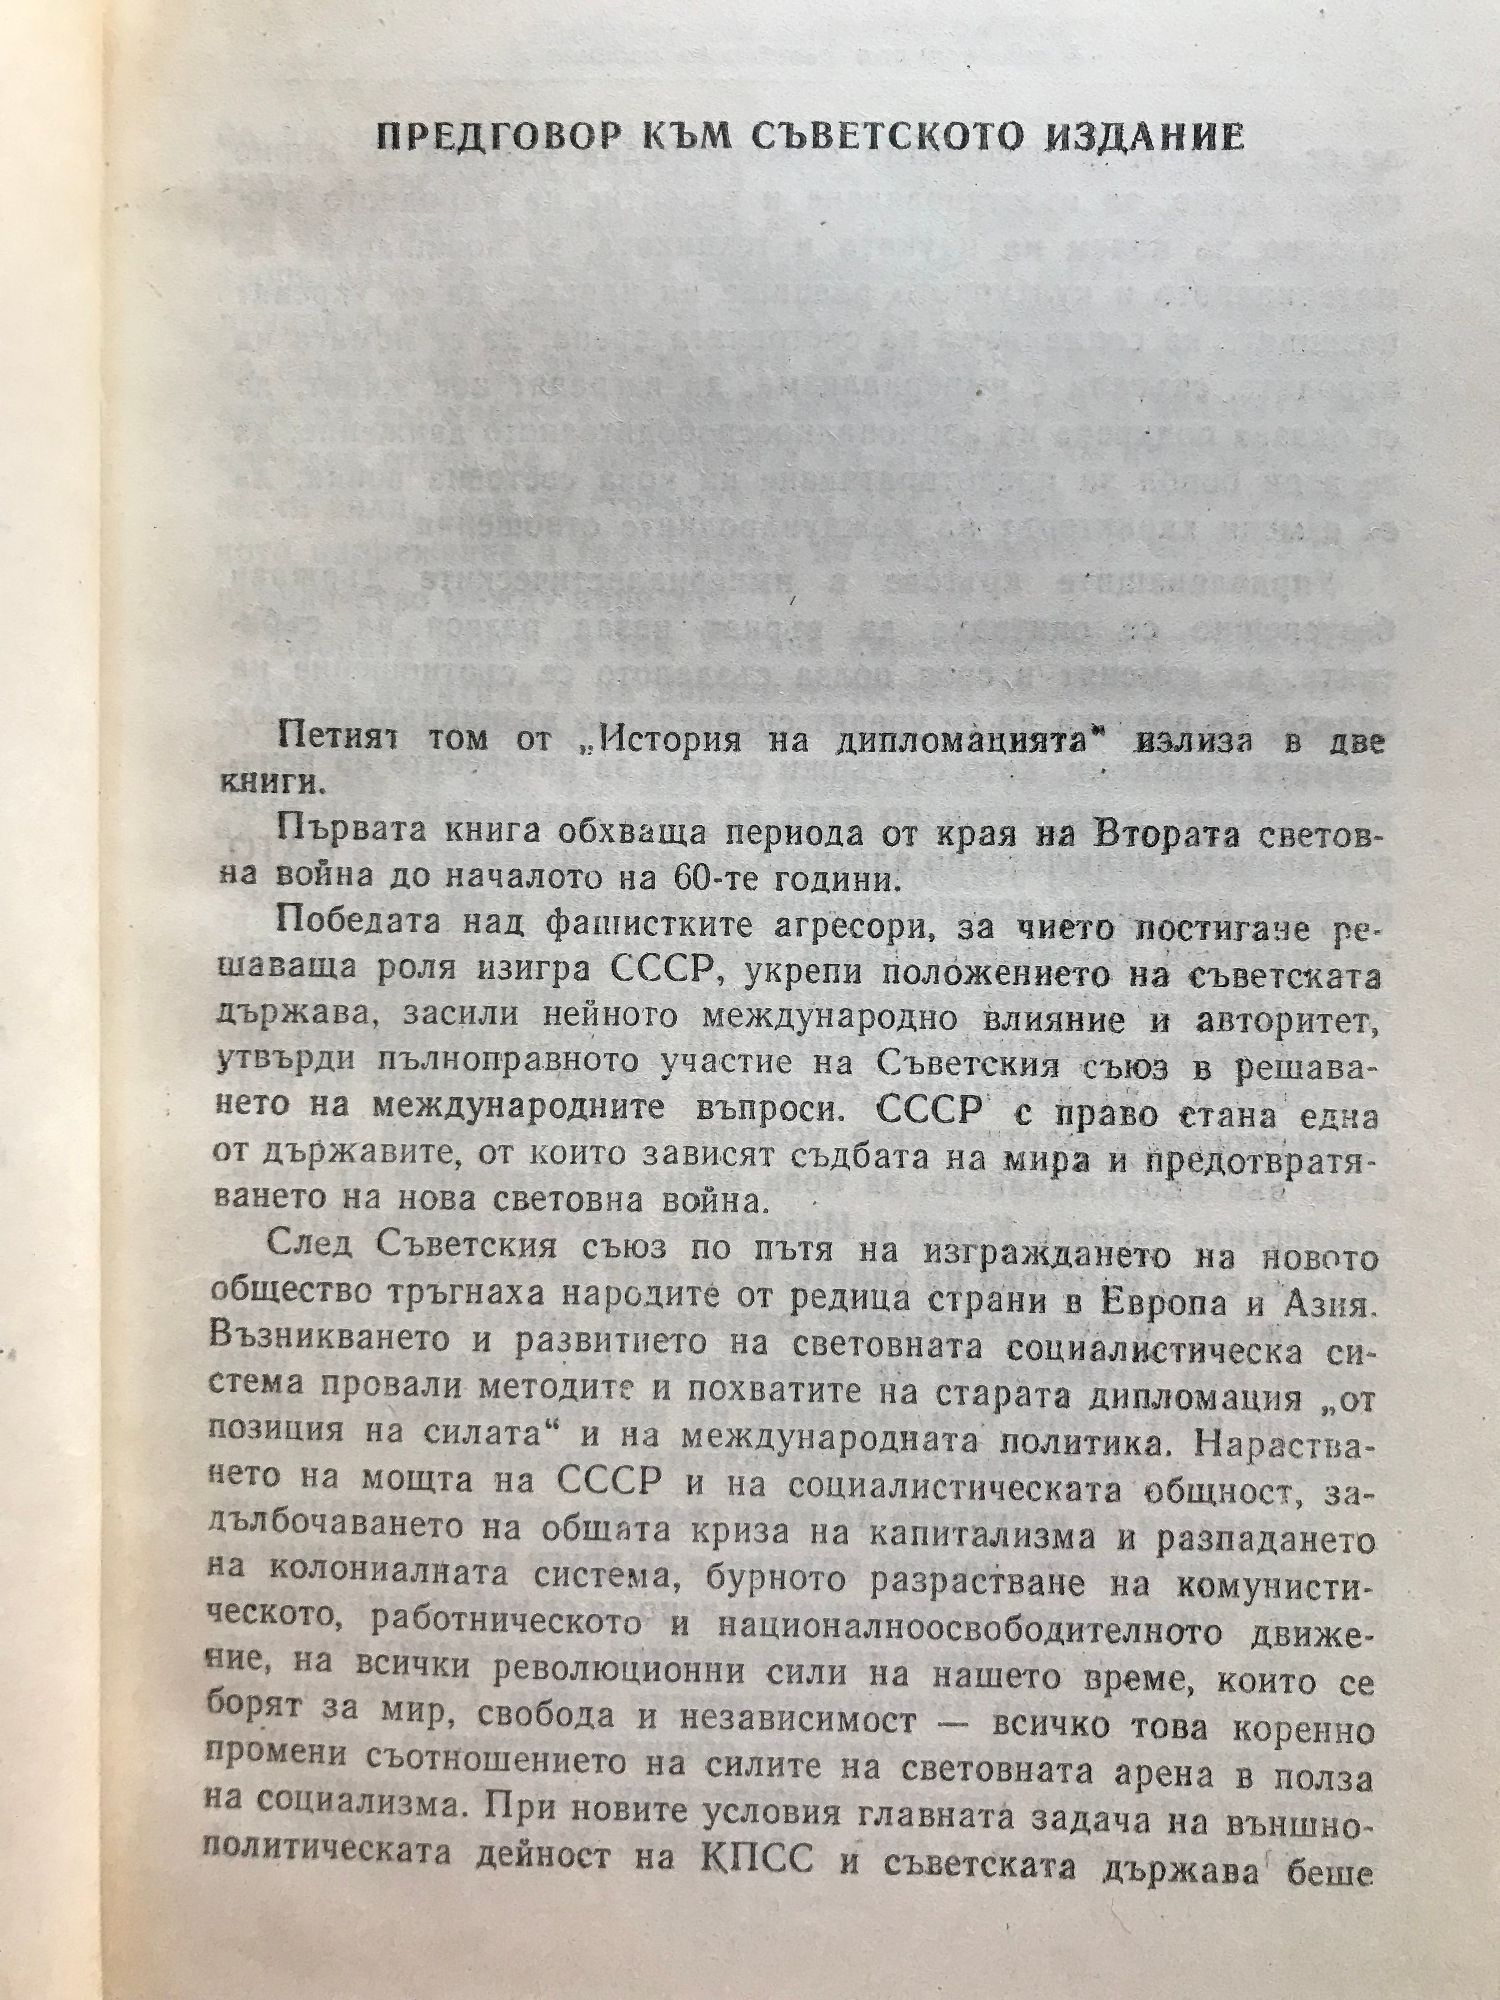 ПРЕДГОВОР КЪМ СЪВЕТСКОТО ИЗДАНИЕ
Петият том от „История на дипломацията“ излиза в две
книги.
Първата книга обхваща периода от края на Втората светов-
на война до началото на 60-те години.
Победата над фашистките агресори, за чието постигане ре-
шаваща роля изигра СССР, укрепи положението на съветската
държава, засили нейното международно влияние и авторитет,
утвърди пълноправното участие на Съветския съюз в решава-
нето на международните въпроси. СССР с право стана една
от държавите, от които зависят съдбата на мира и предотвратя-
ването на нова световна война.
След Съветския съюз по пътя на изграждането на новото
общество тръгнаха народите от редица страни в Европа и Азия.
Възникването и развитието на световната социалистическа си-
стема провали методите и похватите на старата дипломация „от
позиция на силата“ и на международната политика. Нараства-
нето на мощта на СССР и на социалистическата общност, за-
дълбочаването на общата криза на капитализма и разпадането
на колониалната система, бурното разрастване на комунисти-
ческото, работническото и националноосвободителното движе-
ние, на всички революционни сили на нашето време, които се
борят за мир, свобода и независимост — всичко това коренно
промени съотношението на силите на световната арена в полза
на социализма. При новите условия главната задача на външно-
политическата дейност на КПСС и съветската държава беше